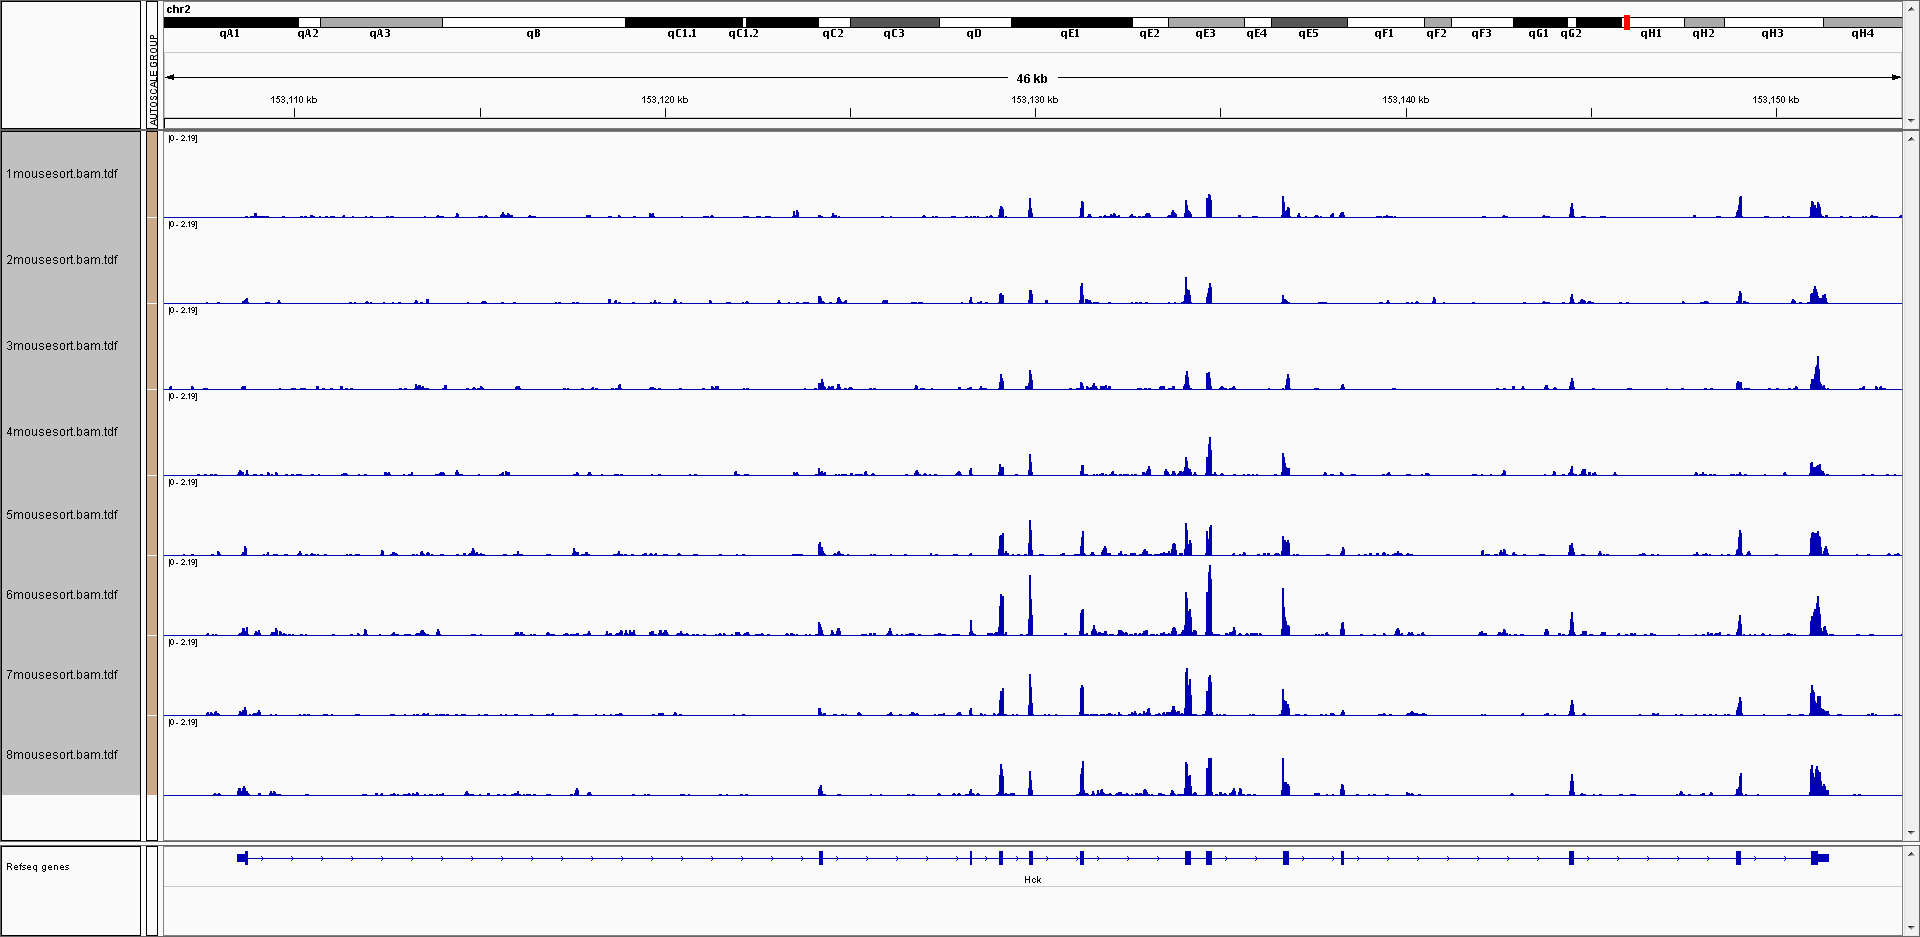 chr2
qA1 qA2 qA3 qB qC1.1 qC1.2 qC2 qC3 qD qE1 qE2 qE3 qE4 qE5 qF1 qF2 qF3 qG1 qG2 qH1 qH2 qH3 qH4
AUTOSCALE GROUP
46 kb
153,110 kb 153,120 kb 153,130 kb 153,140 kb 153,150 kb
[0 - 2.19]
1mousesort.bam.tdf
[0 - 2.19]
2mousesort.bam.tdf
[0 - 2.19]
3mousesort.bam.tdf
[0 - 2.19]
4mousesort.bam.tdf
[0 - 2.19]
5mousesort.bam.tdf
[0 - 2.19]
6mousesort.bam.tdf
[0 - 2.19]
7mousesort.bam.tdf
[0 - 2.19]
8mousesort.bam.tdf
Refseq genes
Hck